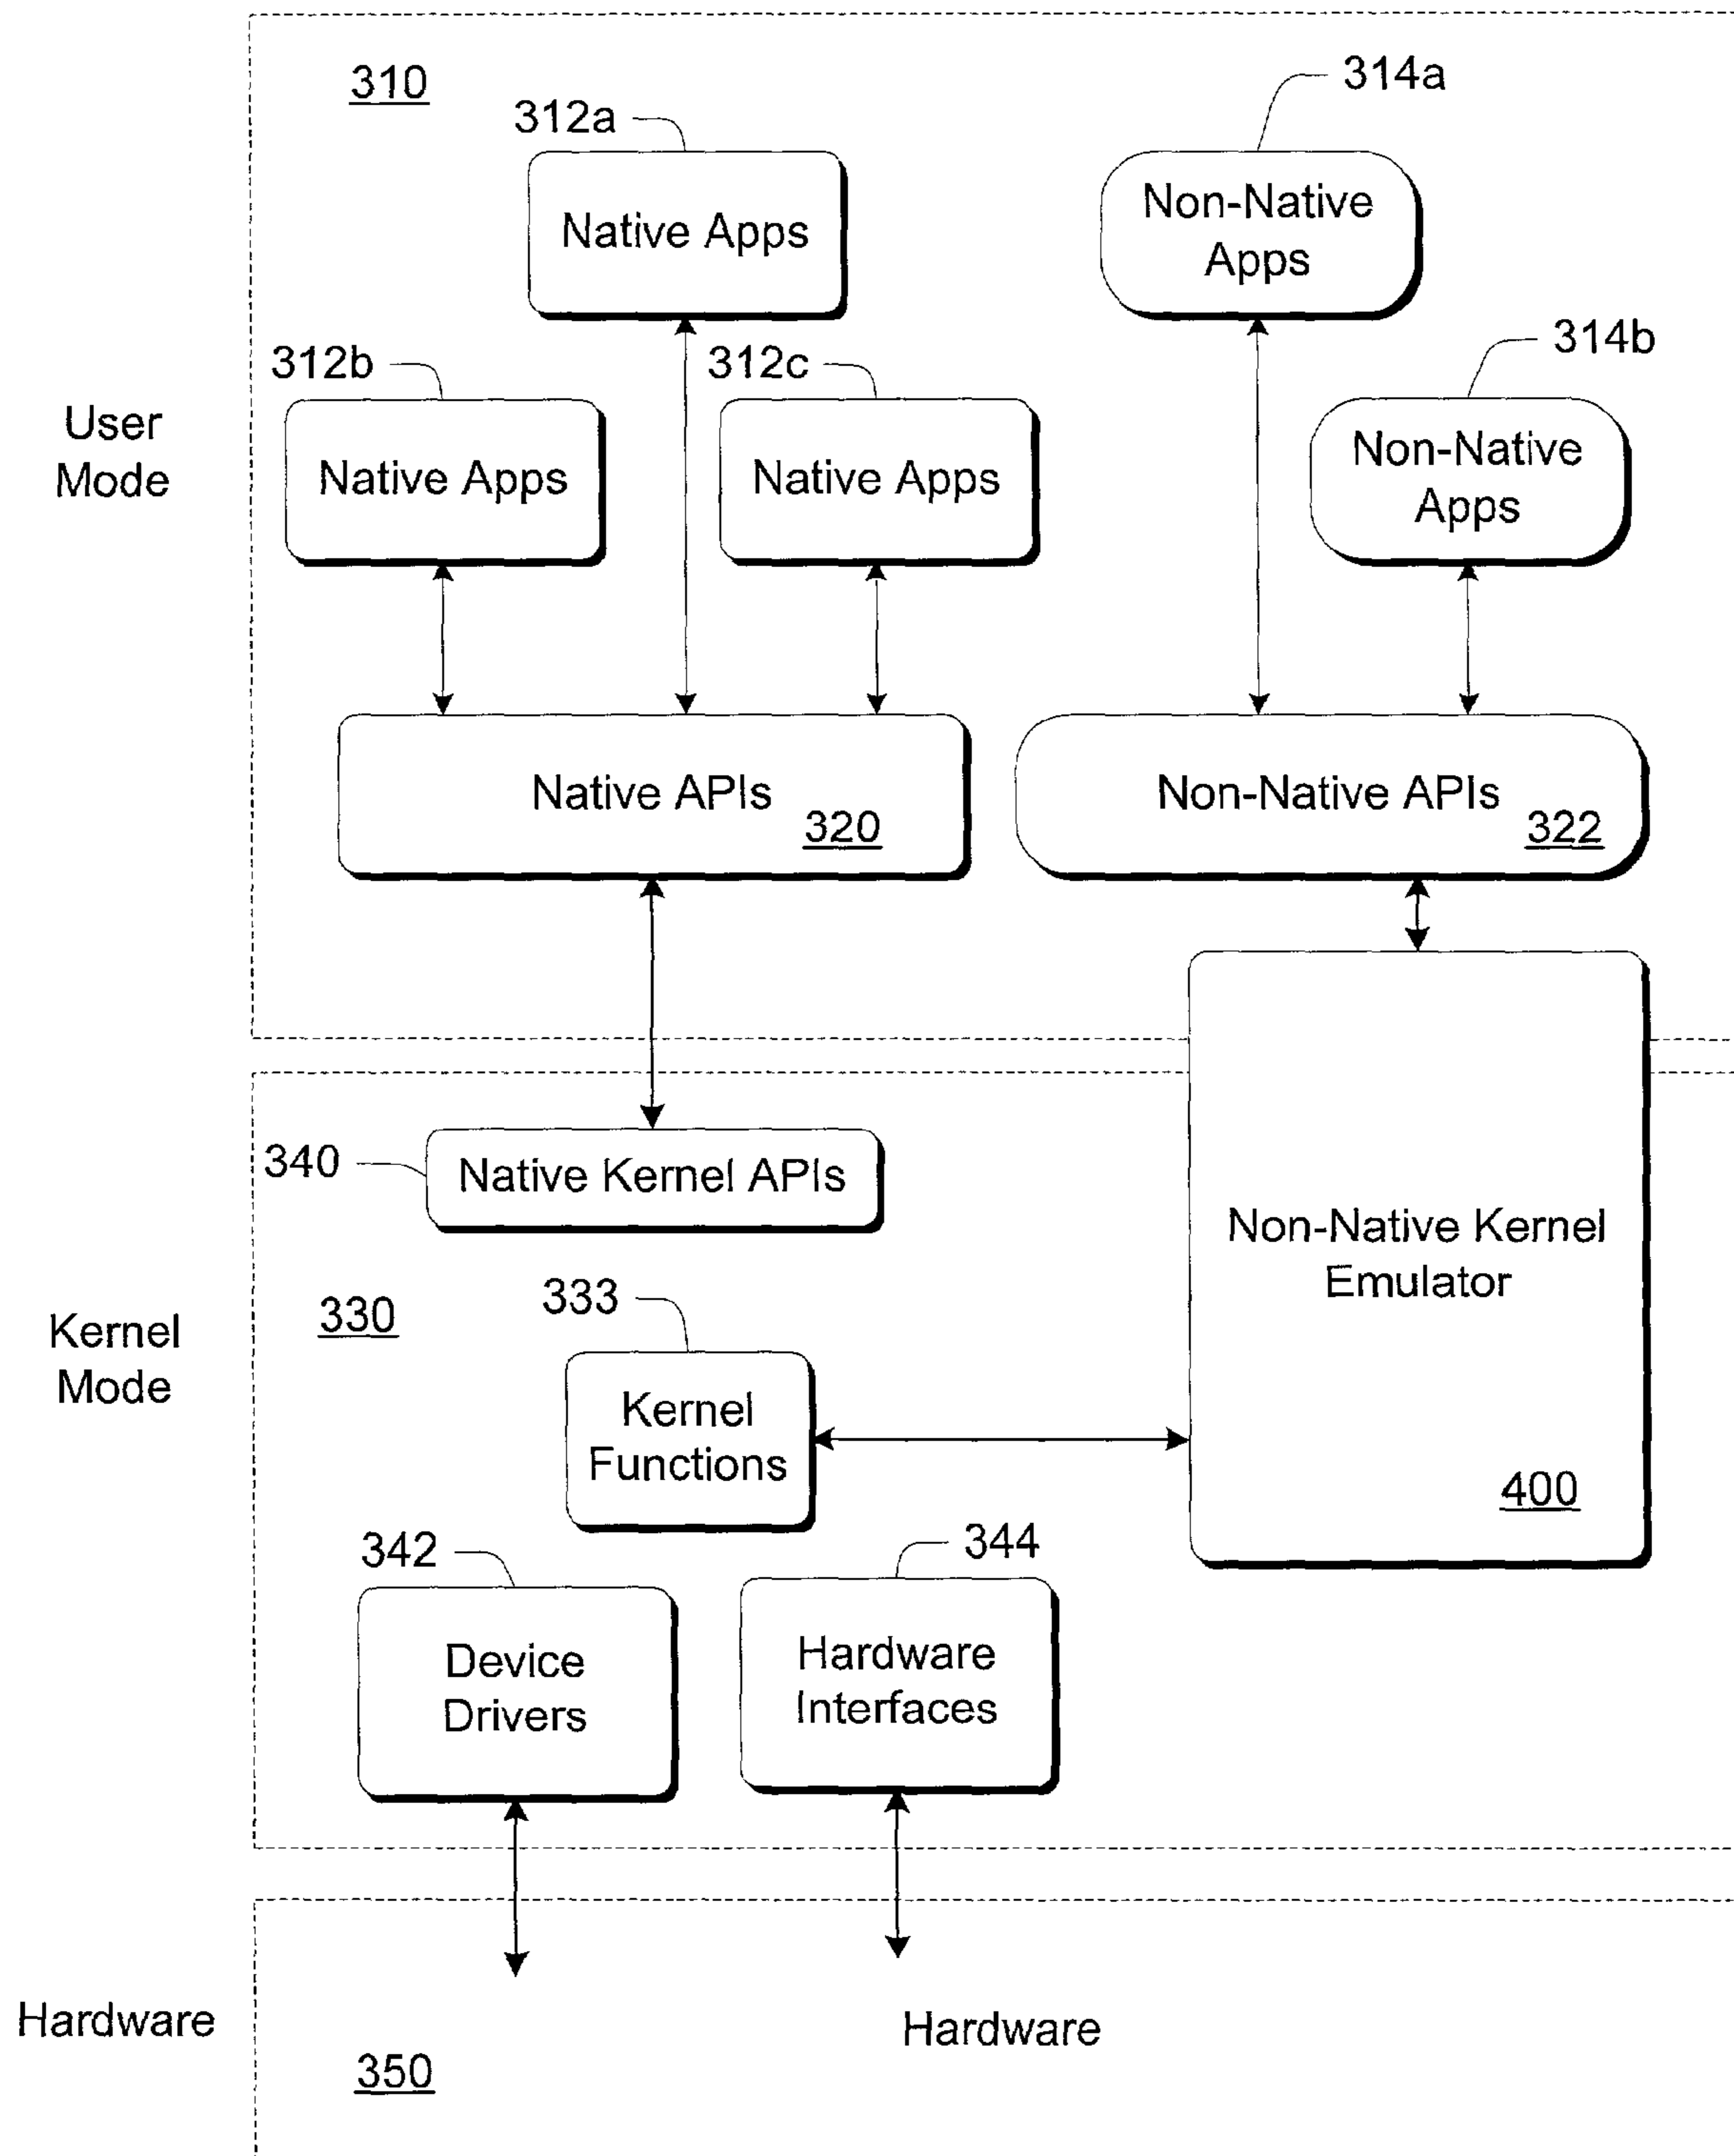 310
314a
312a
Native Apps
Non-Native
Apps
312b
312c
314b
User
Mode
Native Apps
Native Apps
Non-Native
Apps
Native APIs
320
Non-Native APIs
322
340
Native Kernel APIs
Non-Native Kernel
Emulator
400
Kernel
Mode
330
333
Kernel
Functions
342
344
Device
Drivers
Hardware
Interfaces
Hardware
Hardware
350